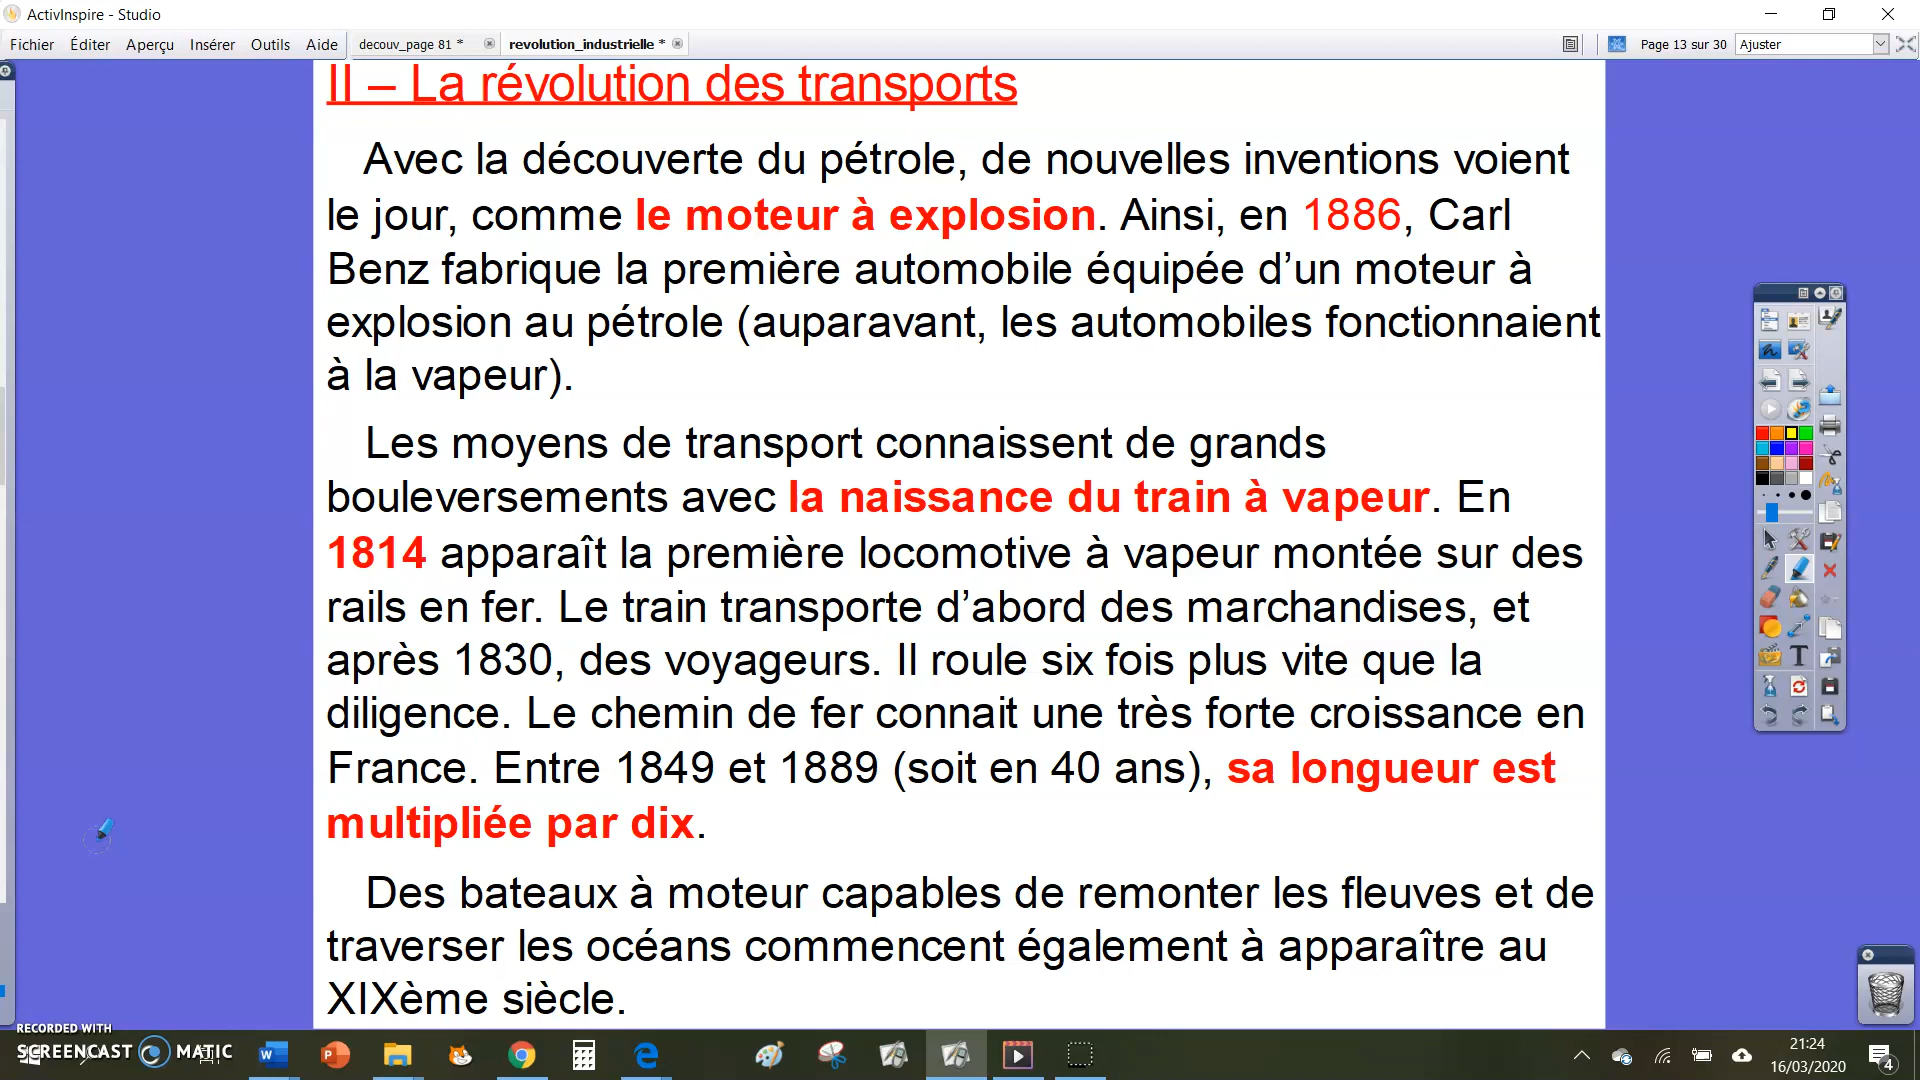 ActivInspire - Studio
Fichier Éditer Aperçu Insérer Outils Aide decouv_page 81 * revolution_industrielle * Page 13 sur 30 Ajuster
II – La révolution des transports
Avec la découverte du pétrole, de nouvelles inventions voient
le jour, comme le moteur à explosion. Ainsi, en 1886, Carl
Benz fabrique la première automobile équipée d’un moteur à
explosion au pétrole (auparavant, les automobiles fonctionnaient
à la vapeur).
Les moyens de transport connaissent de grands
bouleversements avec la naissance du train à vapeur. En
1814 apparaît la première locomotive à vapeur montée sur des
rails en fer. Le train transporte d’abord des marchandises, et
après 1830, des voyageurs. Il roule six fois plus vite que la
diligence. Le chemin de fer connait une très forte croissance en
France. Entre 1849 et 1889 (soit en 40 ans), sa longueur est
multipliée par dix.
Des bateaux à moteur capables de remonter les fleuves et de
traverser les océans commencent également à apparaître au
XIXème siècle.
RECORDED WITH
SCREENCAST MATIC
21:24
16/03/2020
4